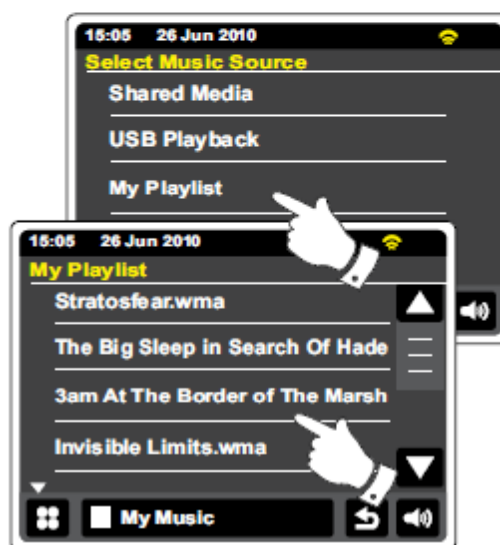 15:05 26 Jun 2010
Select Music Source
Shared Media
USB Playback
My Playlist
15:05 26 Jun 2010
My Playlist
Stratosfear.wma
The Big Sleep in Search Of Hade
3am At The Border of The Marsh
Invisible Limits.wma
My Music